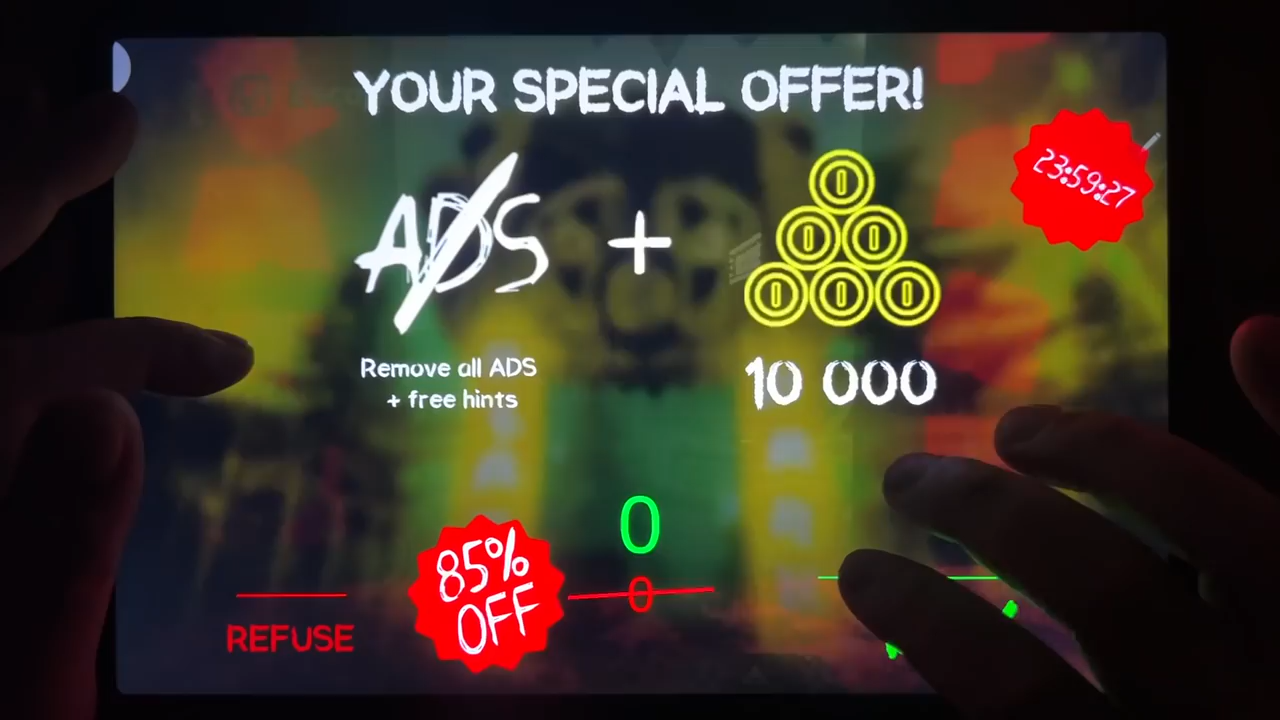 YOUR SPECIAL OFFER!
23:59:27
ADS
+
Remove all ADS
+ free hints
10 000
0
0
85%
OFF
REFUSE